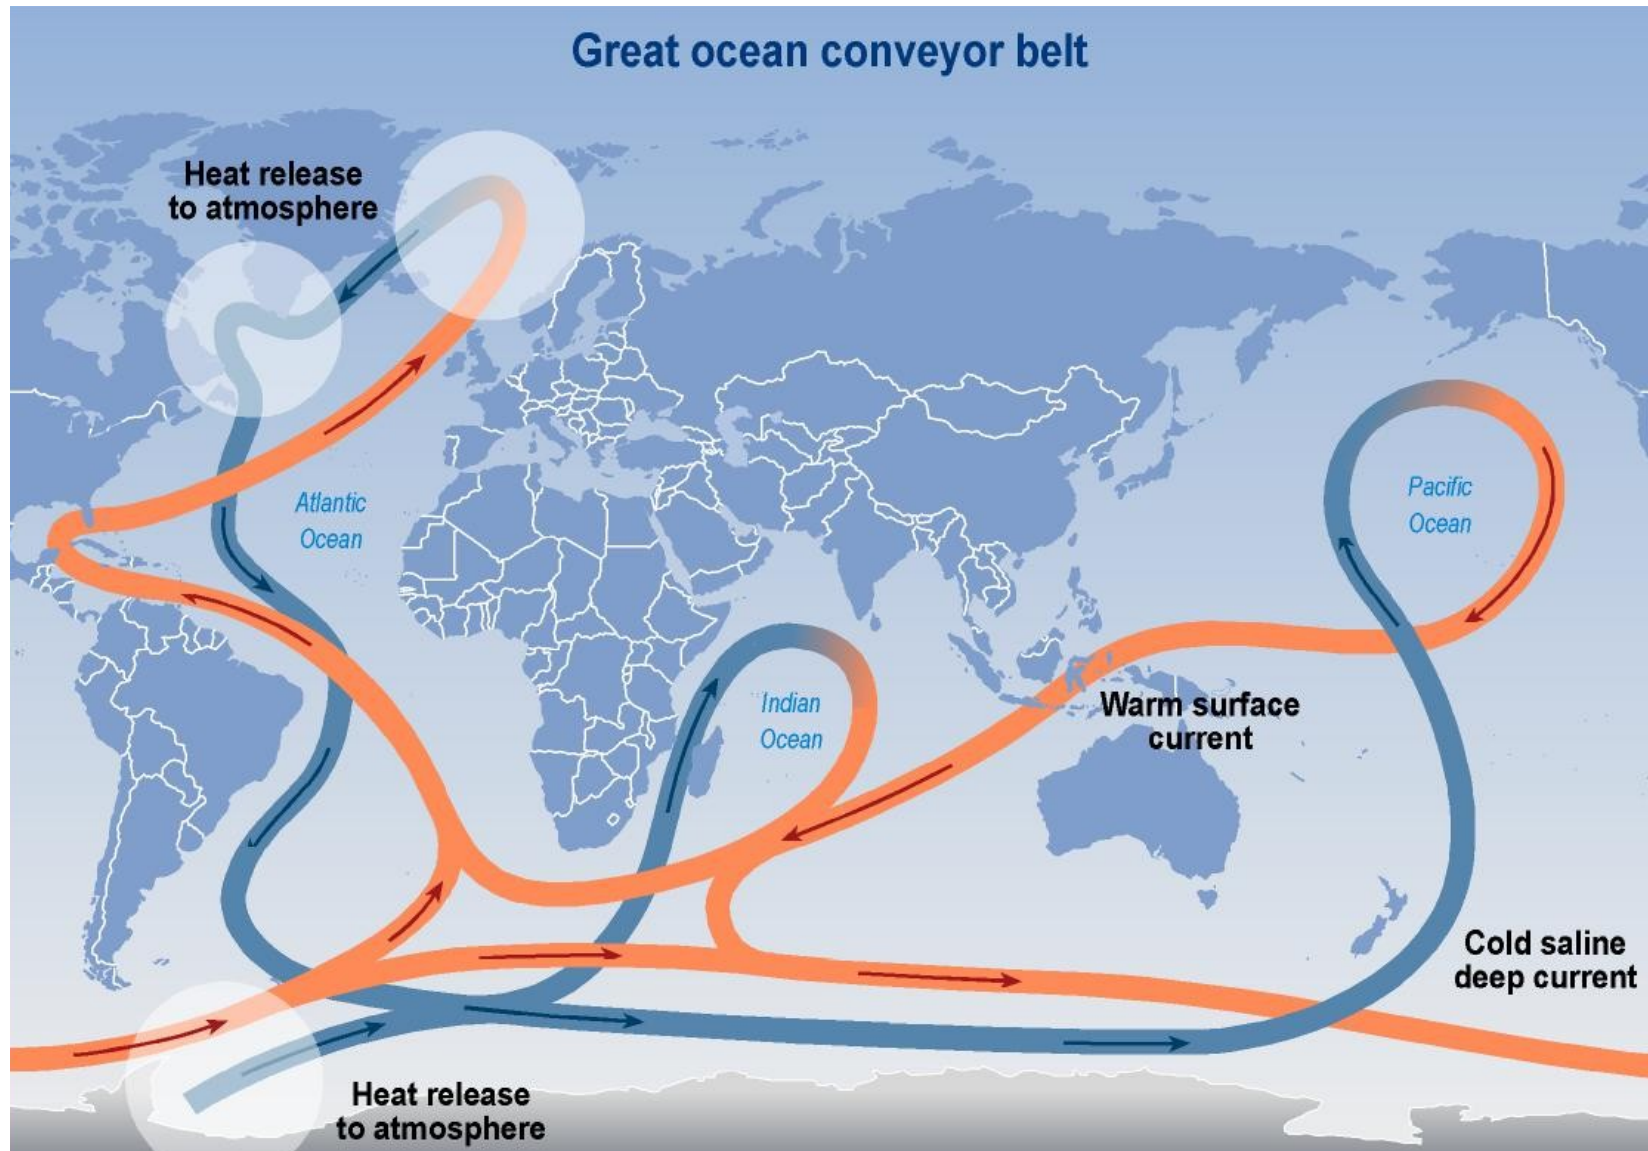 Great ocean conveyor belt
Heat release
to atmosphere
Atlantic
Ocean
Pacific
Ocean
Indian
Ocean
Warm surface
current
Cold saline
deep current
Heat release
to atmosphere